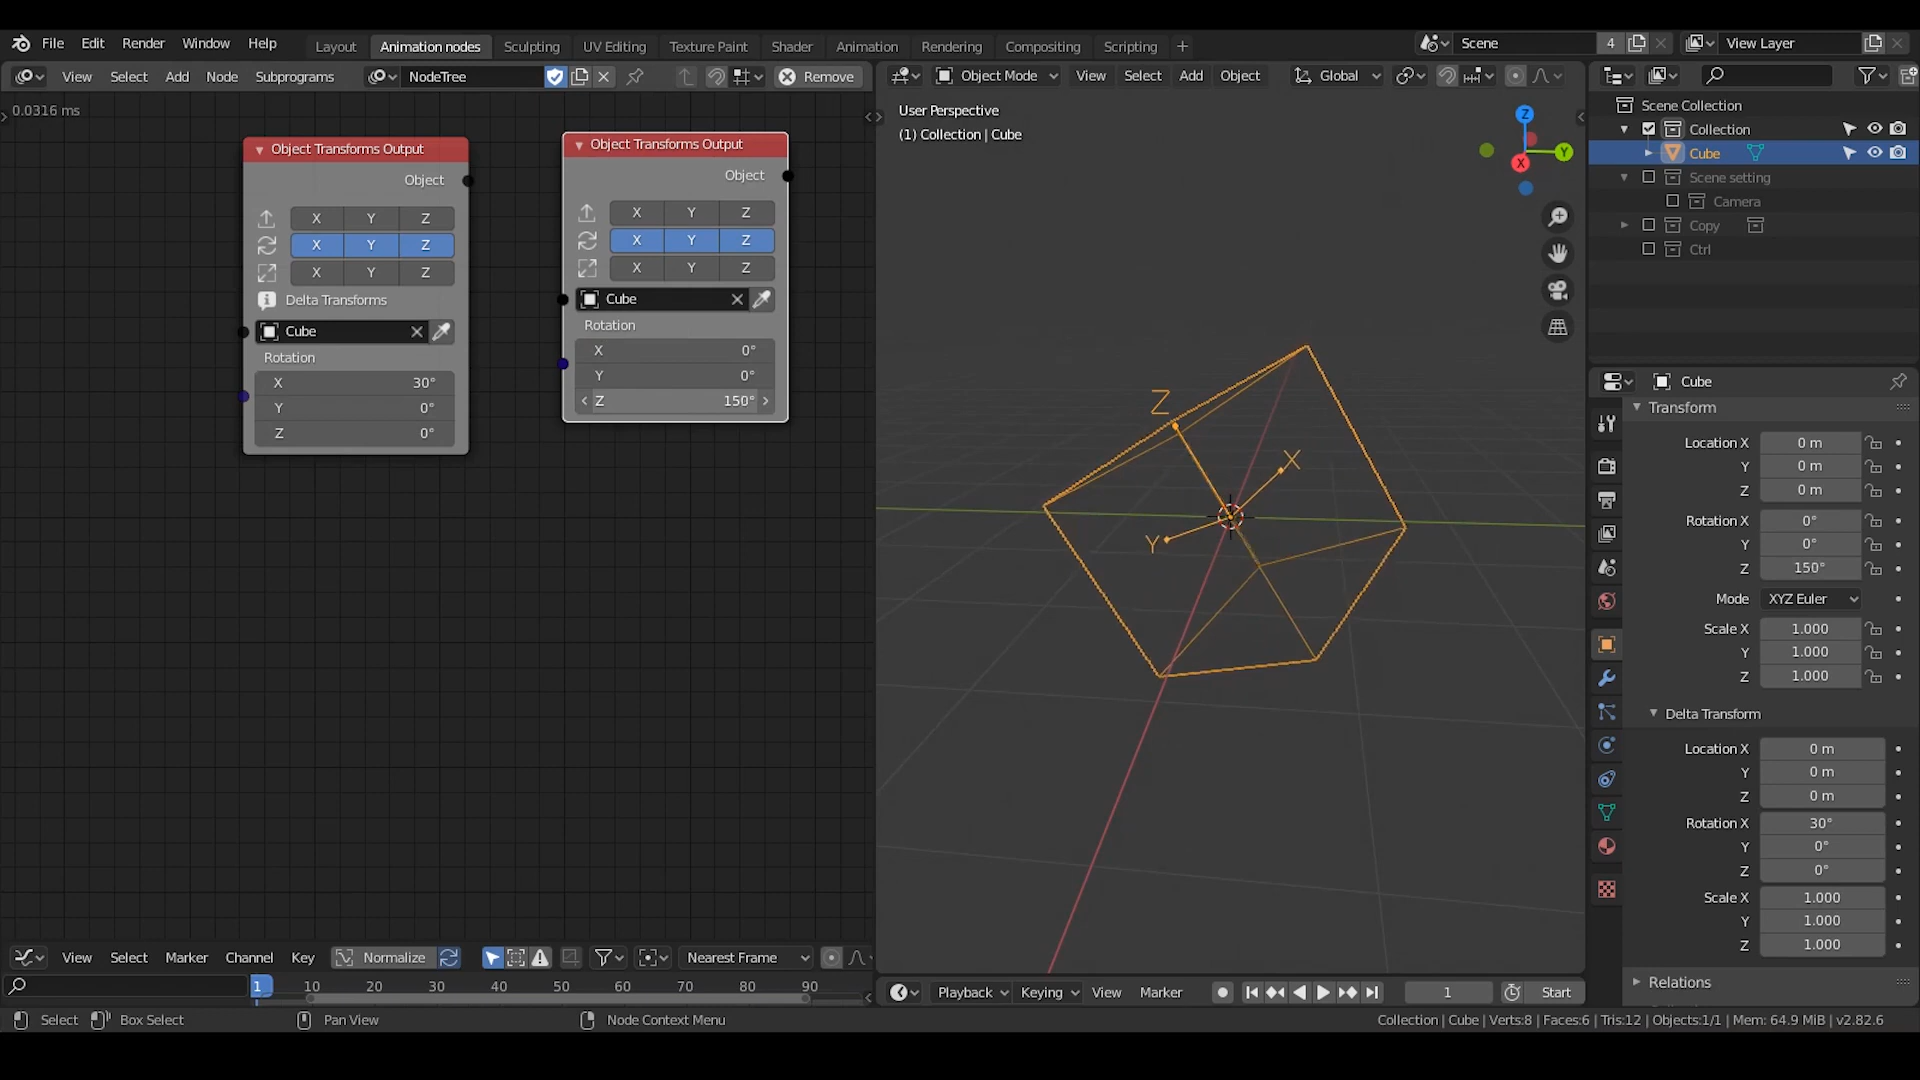 File Edit Render Window Help Layout Animation nodes Sculpting UV Editing Texture Paint Shader Animation Rendering Compositing Scripting + Scene 4 View Layer
View Select Add Node Subprograms NodeTree Remove
Object Mode View Select Add Object Global
0.0316 ms
Object Transforms Output
Object
X Y Z
X Y Z
X Y Z
Delta Transforms
Cube
Rotation
X 30°
Y 0°
Z 0°
Object Transforms Output
Object
X Y Z
X Y Z
X Y Z
Cube
Rotation
X 0°
Y 0°
Z 150°
User Perspective
(1) Collection | Cube
Z
Y
X
Z
X
Y
Scene Collection
Collection
Cube
Scene setting
Camera
Copy
Ctrl
Cube
Transform
Location X 0 m
Y 0 m
Z 0 m
Rotation X 0°
Y 0°
Z 150°
Mode XYZ Euler
Scale X 1.000
Y 1.000
Z 1.000
Delta Transform
Location X 0 m
Y 0 m
Z 0 m
Rotation X 30°
Y 0°
Z 0°
Scale X 1.000
Y 1.000
Z 1.000
Relations
View Select Marker Channel Key Normalize Nearest Frame
1 10 20 30 40 50 60 70 80 90
Playback Keying View Marker 1 Start
Select Box Select Pan View Node Context Menu
Collection | Cube | Verts:8 | Faces:6 | Tris:12 | Objects:1/1 | Mem: 64.9 MiB | v2.82.6